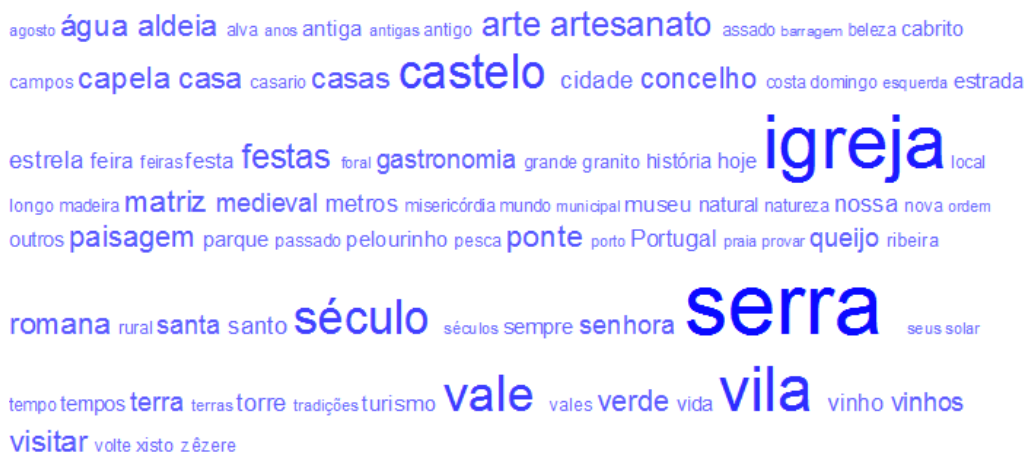 agosto água aldeia alva anos antiga antigas antigo arte artesanato assado barragem beleza cabrito
campos capela casa casario casas castelo cidade concelho costa domingo esquerda estrada
estrela feira feiras festa festas foral gastronomia grande granito história hoje igreja local
longo madeira matriz medieval metros misericórdia mundo municipal museu natural natureza nossa nova ordem
outros paisagem parque passado pelourinho pesca ponte porto Portugal praia provar queijo ribeira
romana rural santa santo século séculos sempre senhora serra seus solar
tempo tempos terra terras torre tradições turismo vale vales verde vida vila vinho vinhos
visitar volte xisto zêzere